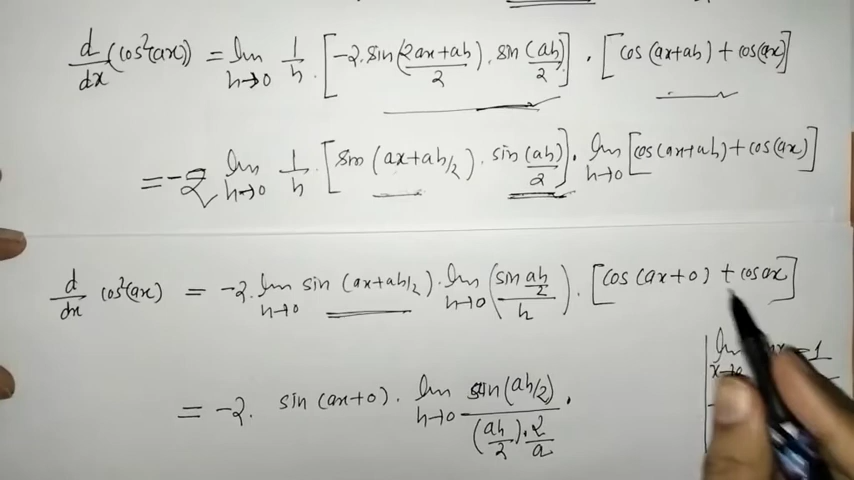 d/dx (cos²(ax)) = lim h→0 1/h · [-2 · sin (2ax+ah)/2 · sin (ah)/2] · [cos (ax+ah) + cos(ax)]
= -2 lim h→0 1/h · [sin (ax+ah/2) · sin (ah)/2] · lim h→0 [cos(ax+ah) + cos(ax)]
d/dx cos²(ax) = -2 · lim h→0 sin (ax+ah/2) · lim h→0 (sin ah/2 / h) · [cos (ax+0) + cos ax]
lim x→0 = 1
= -2 · sin (ax+0) · lim h→0 sin (ah/2) / (ah/2) · 2/a ·